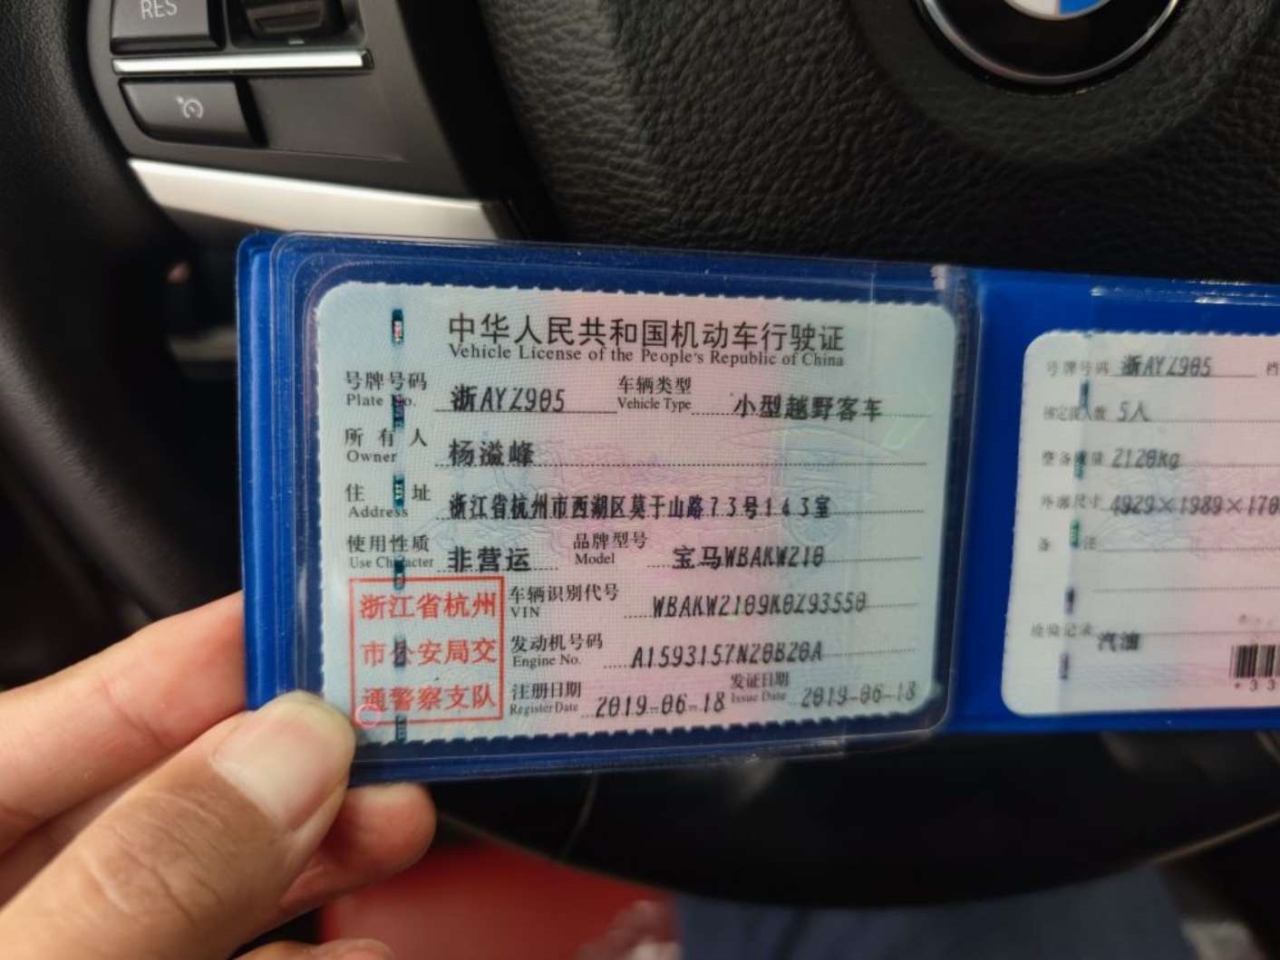 RES
中华人民共和国机动车行驶证
Vehicle License of the People's Republic of China
号牌号码 浙AYZ905 车辆类型 小型越野客车
Plate No. Vehicle Type
所有人 杨溢峰
Owner
住址 浙江省杭州市西湖区莫干山路73号143室
Address
使用性质 非营运 品牌型号 宝马WBAKW210
Use Character Model
浙江省杭州
市公安局交
通警察支队
车辆识别代号 WBAKW2109K0Z93550
VIN
发动机号码 A1593157N20B20A
Engine No.
注册日期 2019-06-18 发证日期 2019-06-18
Register Date Issue Date
号牌号码 浙AYZ905
5人
整备质量 2120kg
外廓尺寸 4929×1989×170
备注
检验记录
汽油